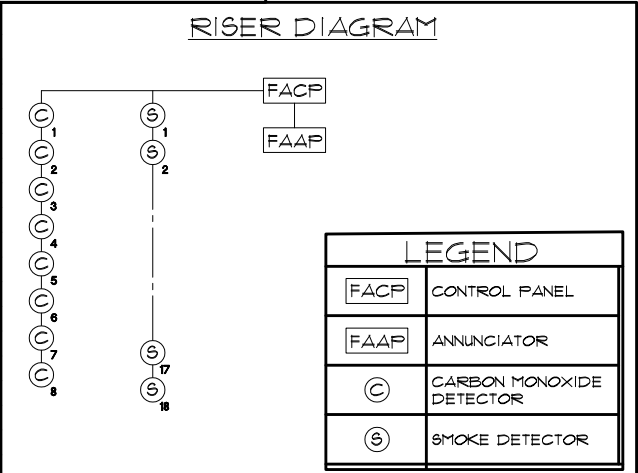 RISER DIAGRAM
FACP
FAAP
C
1
C
2
C
3
C
4
C
5
C
6
C
7
C
8
S
1
S
2
S
17
S
18
LEGEND
FACP CONTROL PANEL
FAAP ANNUNCIATOR
C CARBON MONOXIDE
DETECTOR
S SMOKE DETECTOR